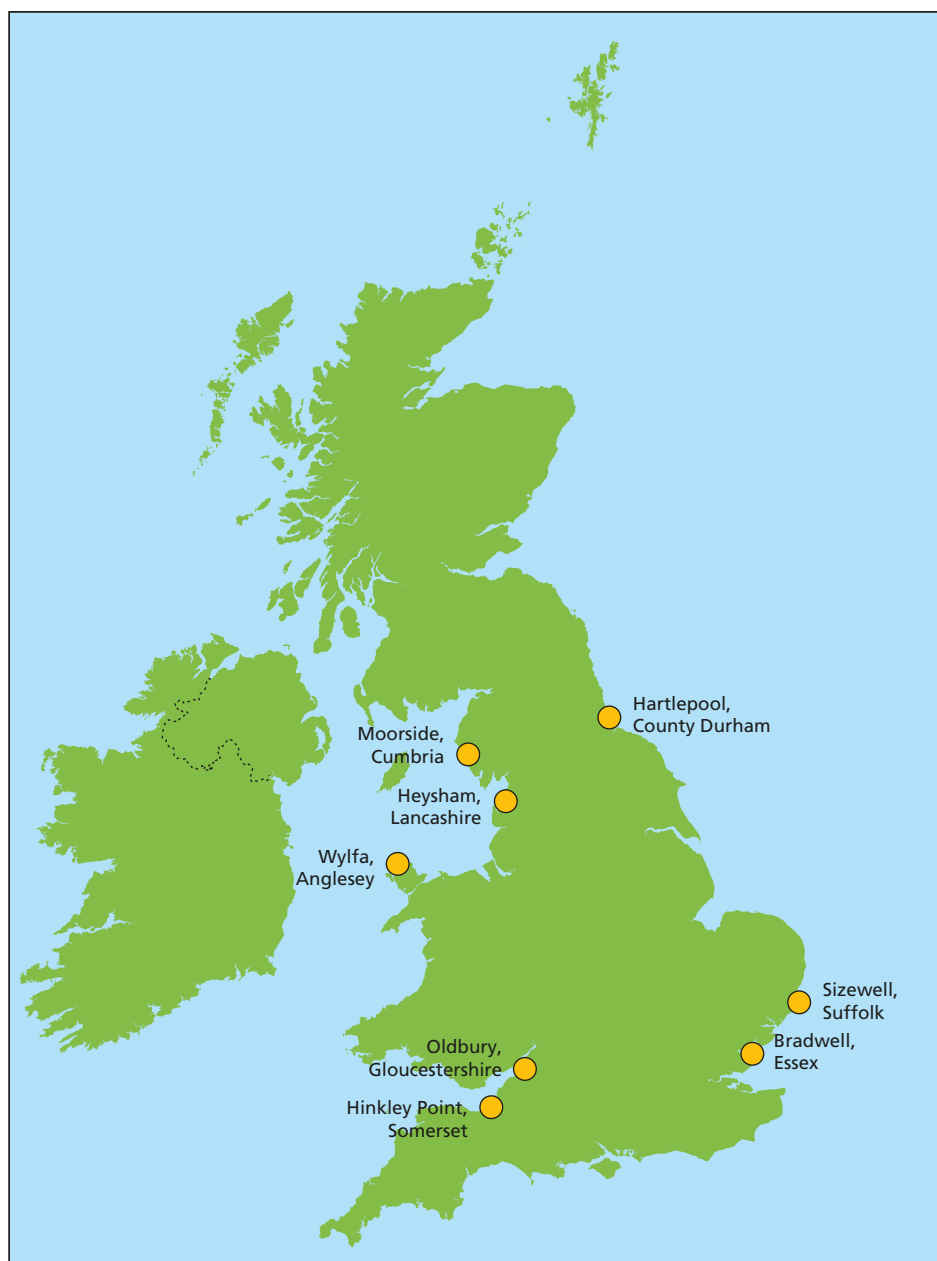 Hartlepool,
County Durham
Moorside,
Cumbria
Heysham,
Lancashire
Wylfa,
Anglesey
Sizewell,
Suffolk
Bradwell,
Essex
Oldbury,
Gloucestershire
Hinkley Point,
Somerset